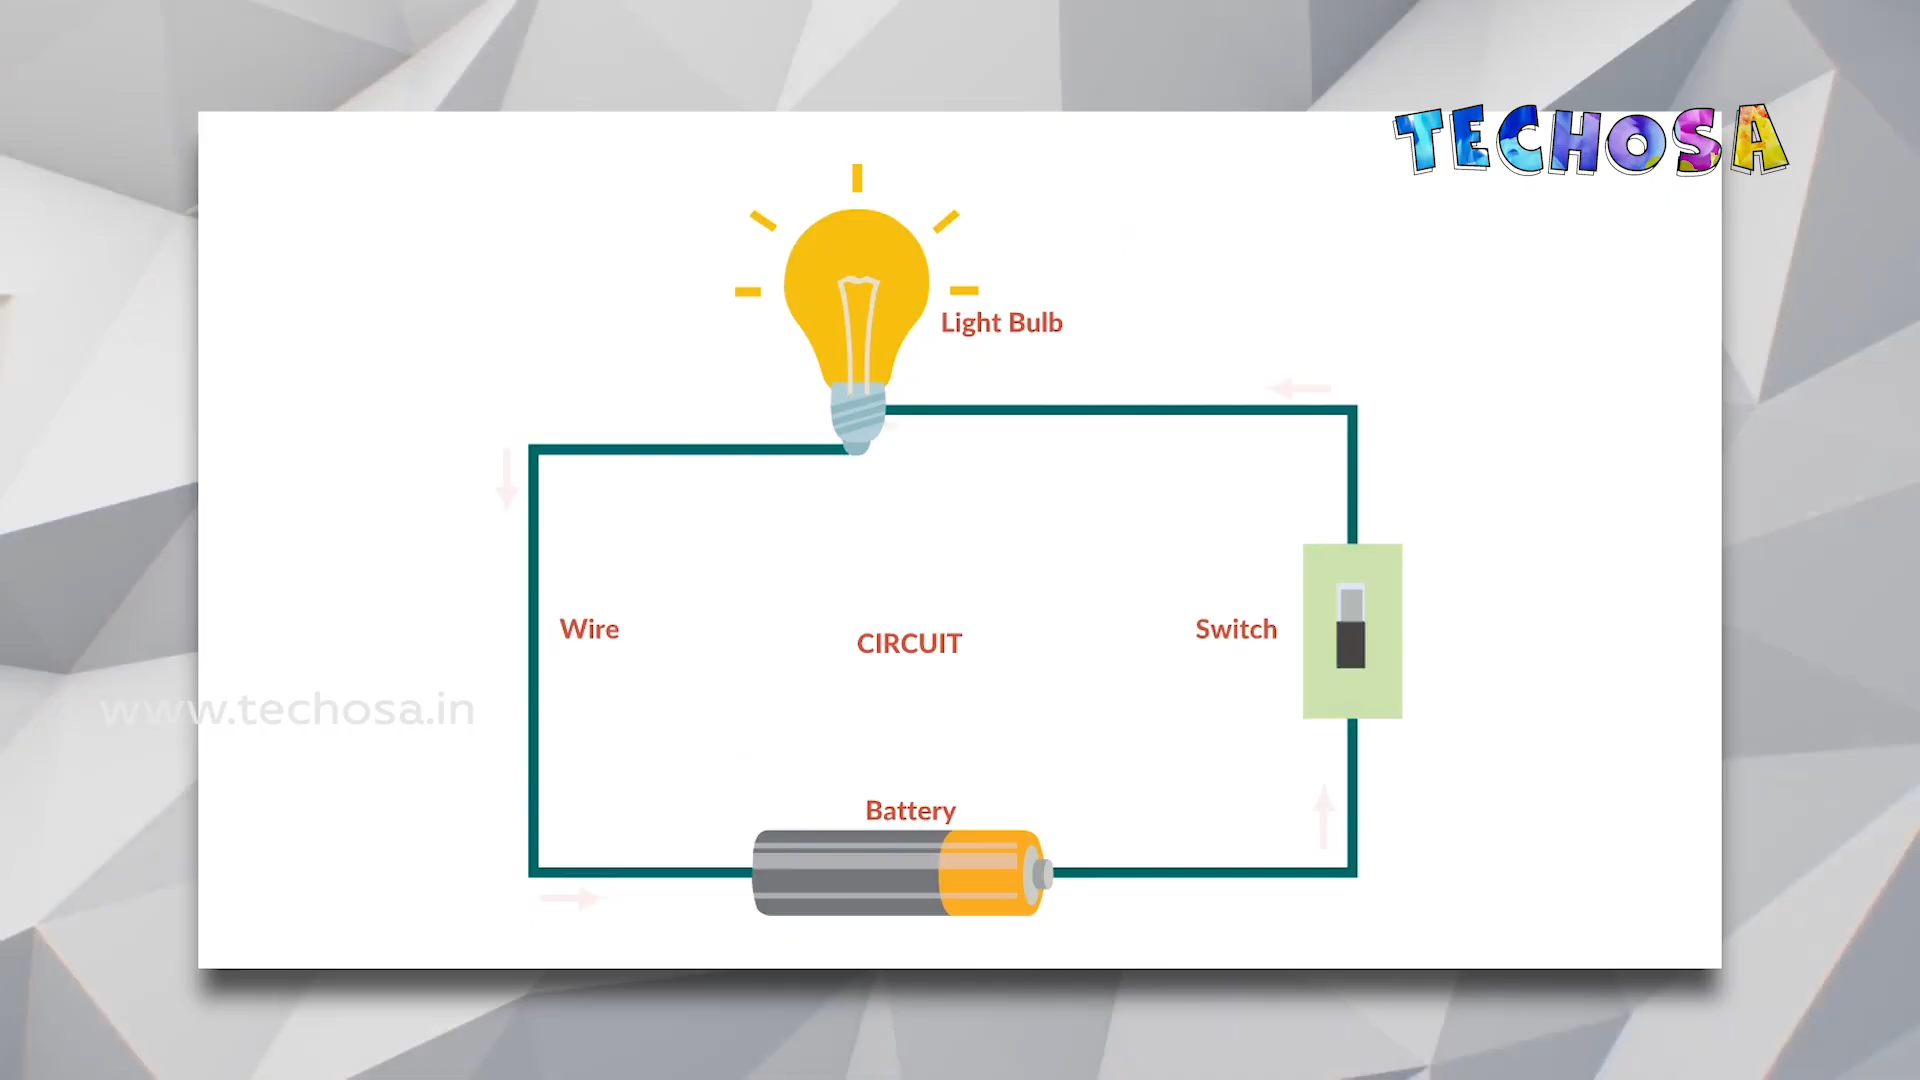 TECHOSA
Light Bulb
Wire
CIRCUIT
Switch
www.techosa.in
Battery